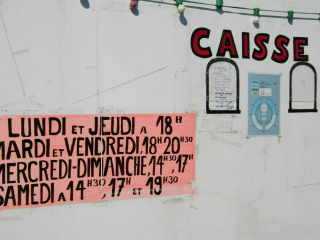 CAISSE
LUNDI ET JEUDI A 18H
MARDI ET VENDREDI, 18H 20H30
MERCREDI-DIMANCHE, 14H30, 17H
SAMEDI A 14H30, 17H ET 19H30